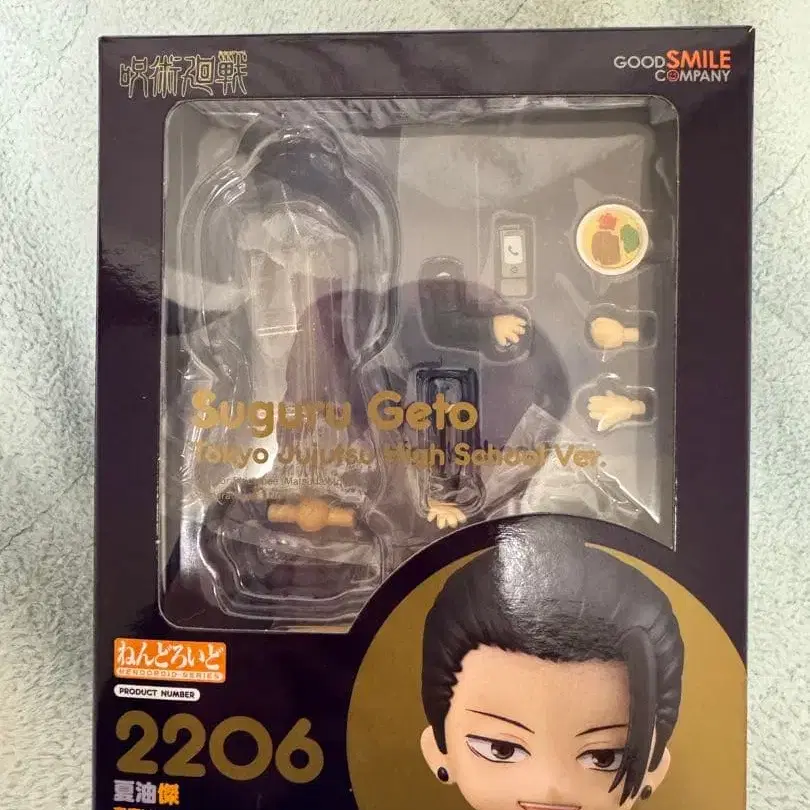 呪術廻戦
GOOD SMILE
COMPANY
Suguru Geto
Tokyo Jujutsu High School Ver.
ねんどろいど
NENDOROID SERIES
PRODUCT NUMBER
2206
夏油傑